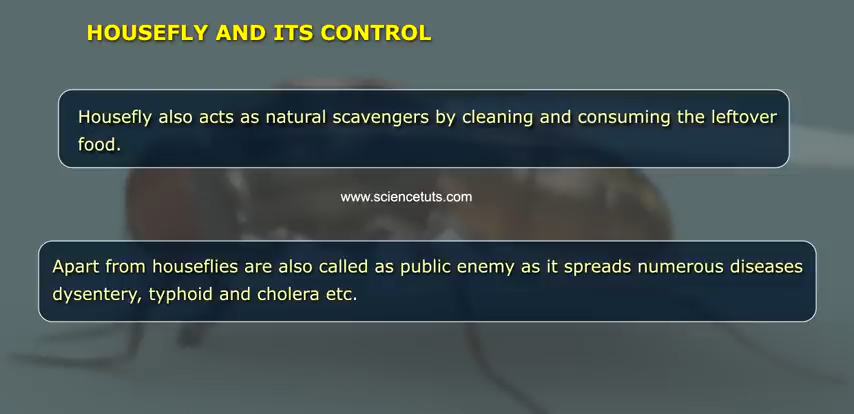 HOUSEFLY AND ITS CONTROL
Housefly also acts as natural scavengers by cleaning and consuming the leftover
food.
www.sciencetuts.com
Apart from houseflies are also called as public enemy as it spreads numerous diseases
dysentery, typhoid and cholera etc.